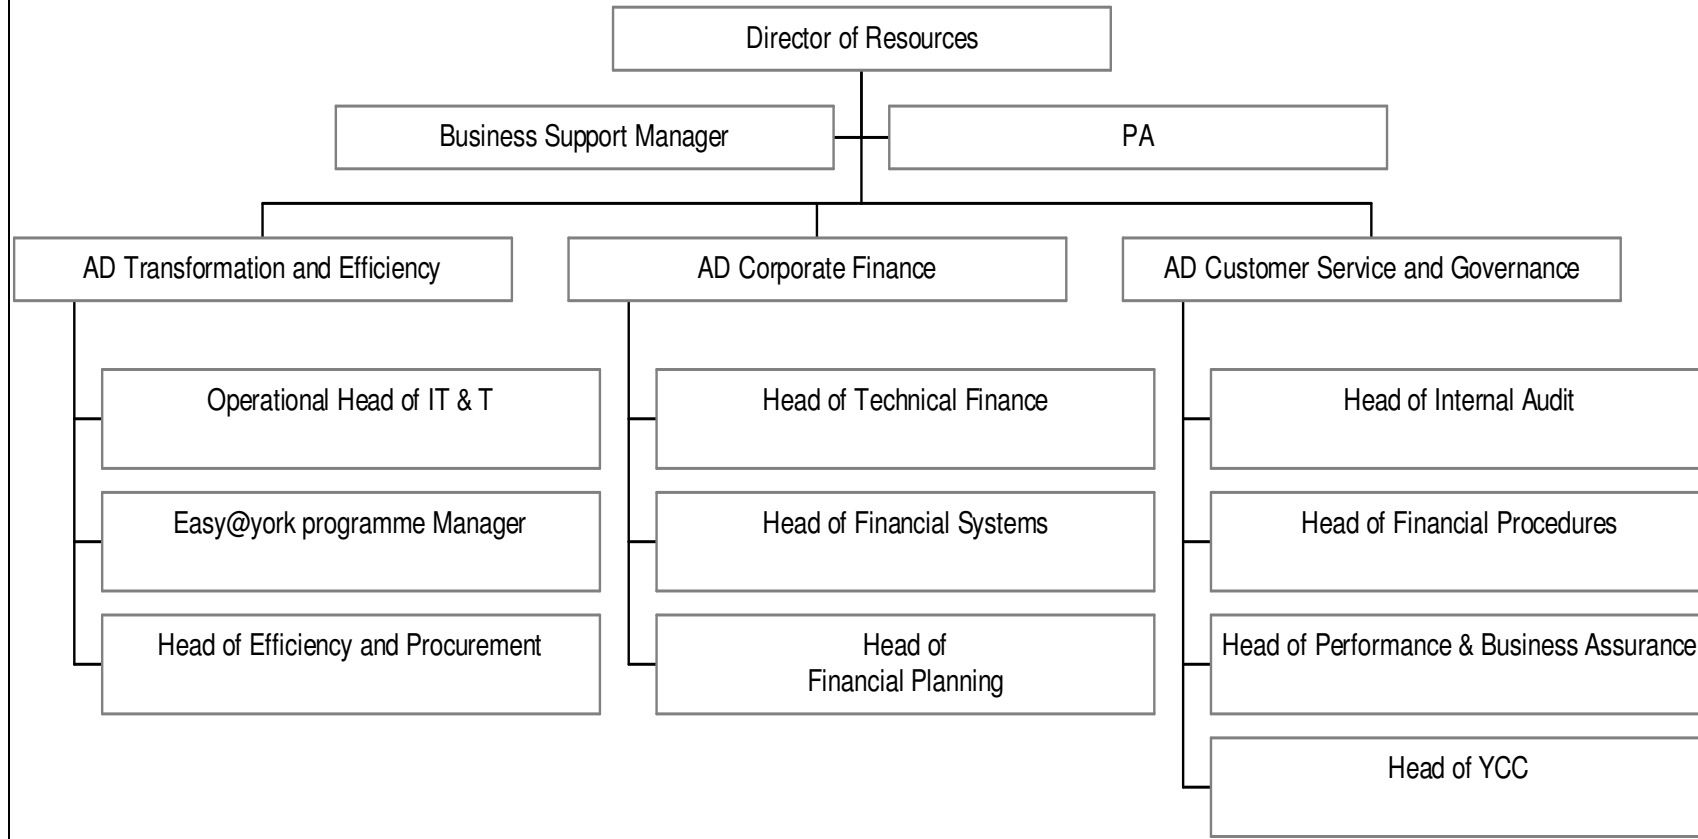 Director of Resources
Business Support Manager
PA
AD Transformation and Efficiency
AD Corporate Finance
AD Customer Service and Governance
Operational Head of IT & T
Head of Technical Finance
Head of Internal Audit
Easy@york programme Manager
Head of Financial Systems
Head of Financial Procedures
Head of Efficiency and Procurement
Head of
Financial Planning
Head of Performance & Business Assurance
Head of YCC